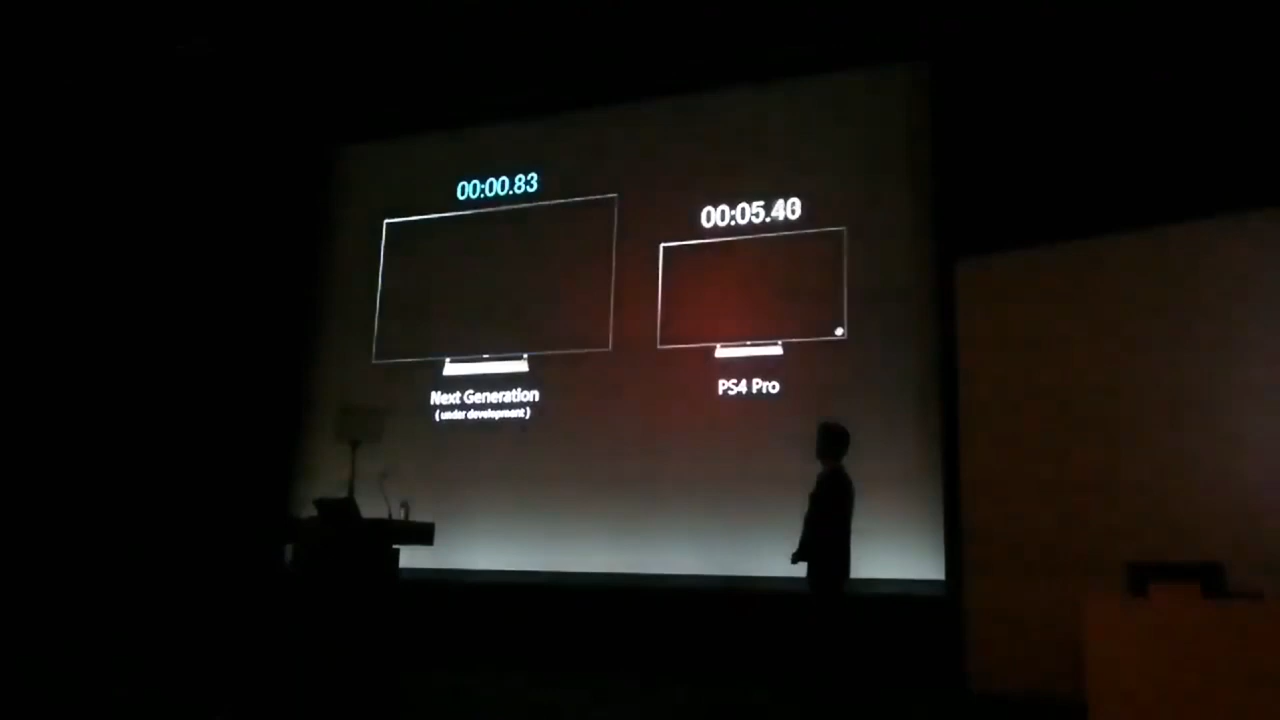 00:00.83
00:05.40
Next Generation
( under development )
PS4 Pro